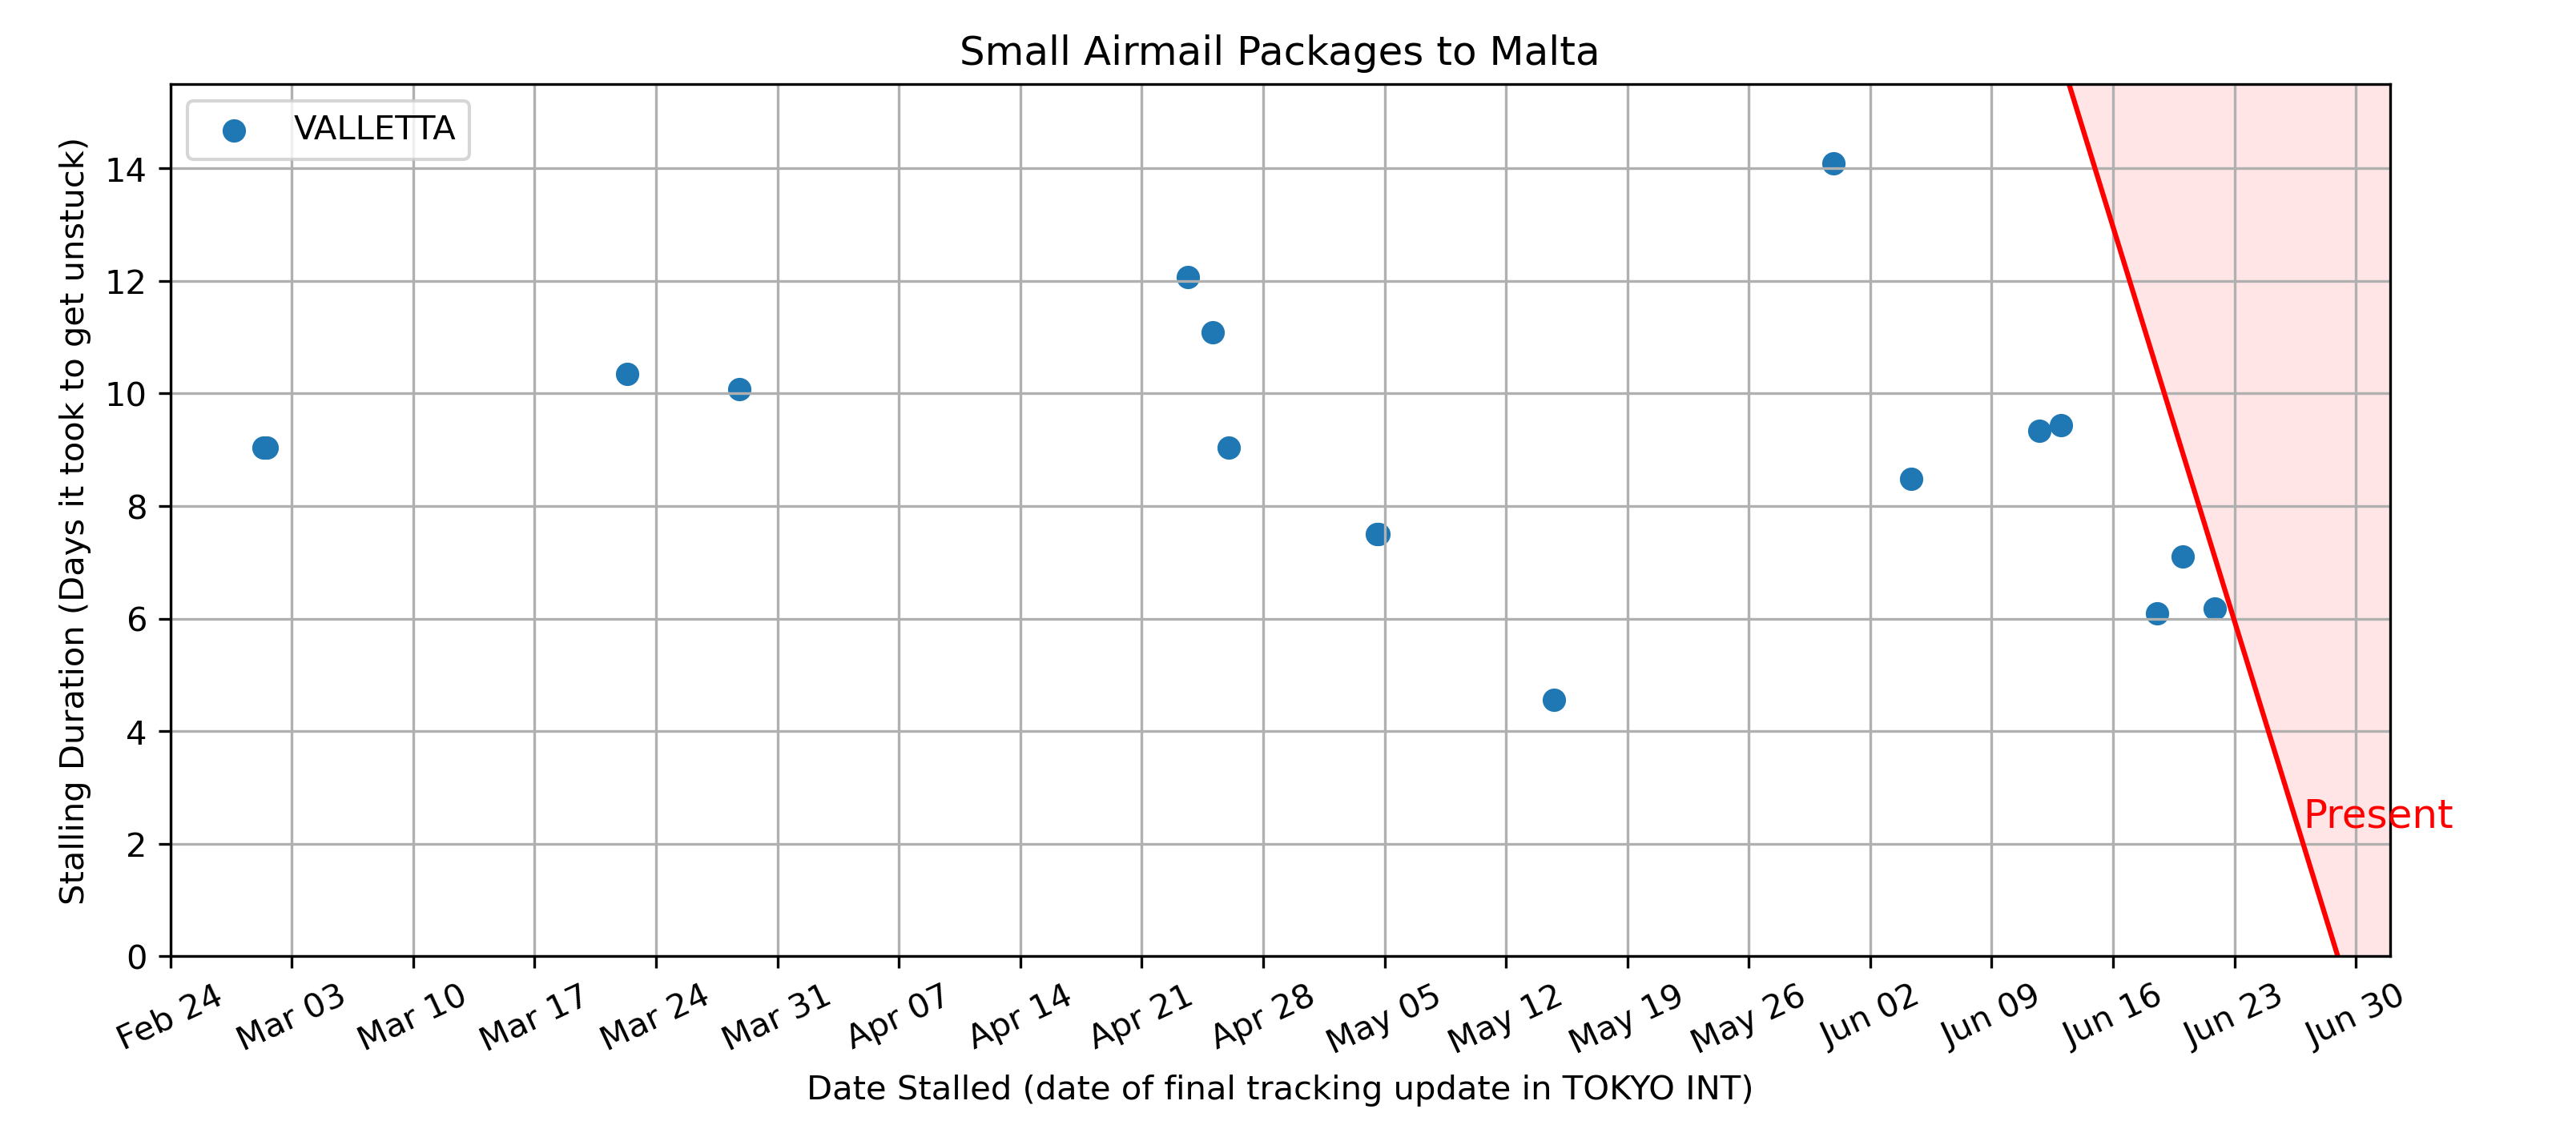 Small Airmail Packages to Malta
VALLETTA
Stalling Duration (Days it took to get unstuck)
14
12
10
8
6
4
2
0
Present
Feb 24
Mar 03
Mar 10
Mar 17
Mar 24
Mar 31
Apr 07
Apr 14
Apr 21
Apr 28
May 05
May 12
May 19
May 26
Jun 02
Jun 09
Jun 16
Jun 23
Jun 30
Date Stalled (date of final tracking update in TOKYO INT)